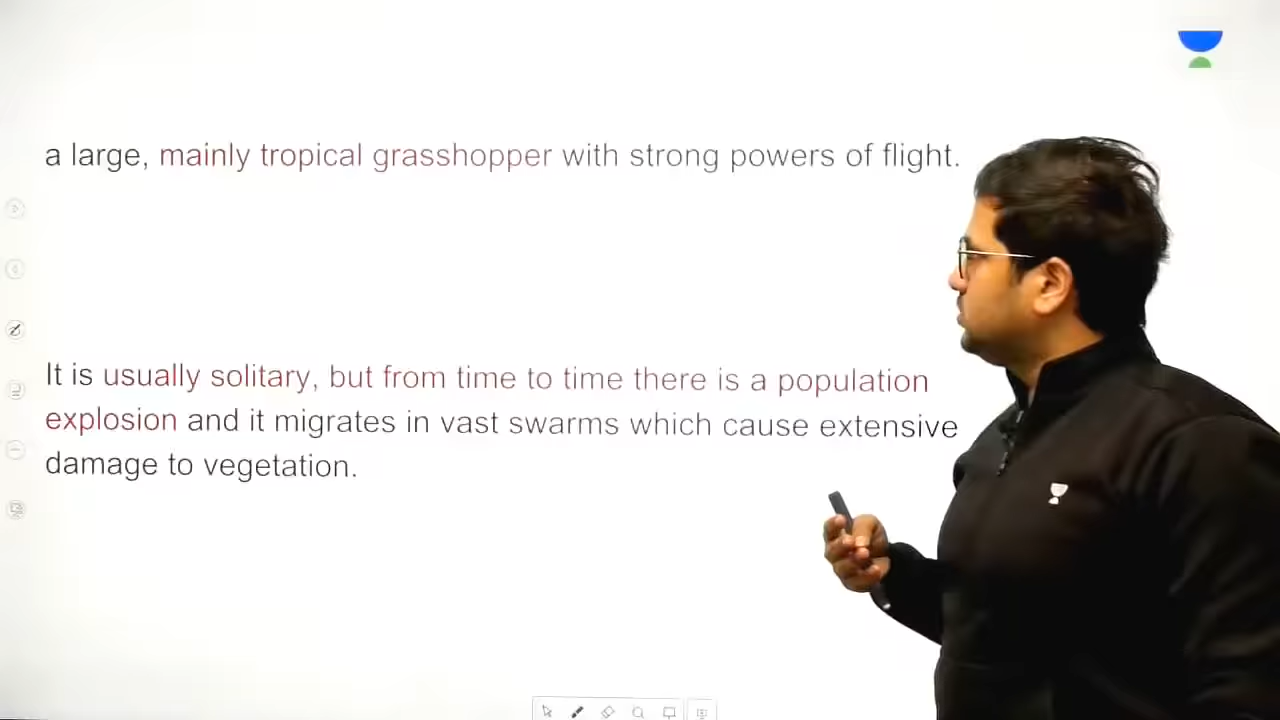 a large, mainly tropical grasshopper with strong powers of flight.
It is usually solitary, but from time to time there is a population
explosion and it migrates in vast swarms which cause extensive
damage to vegetation.